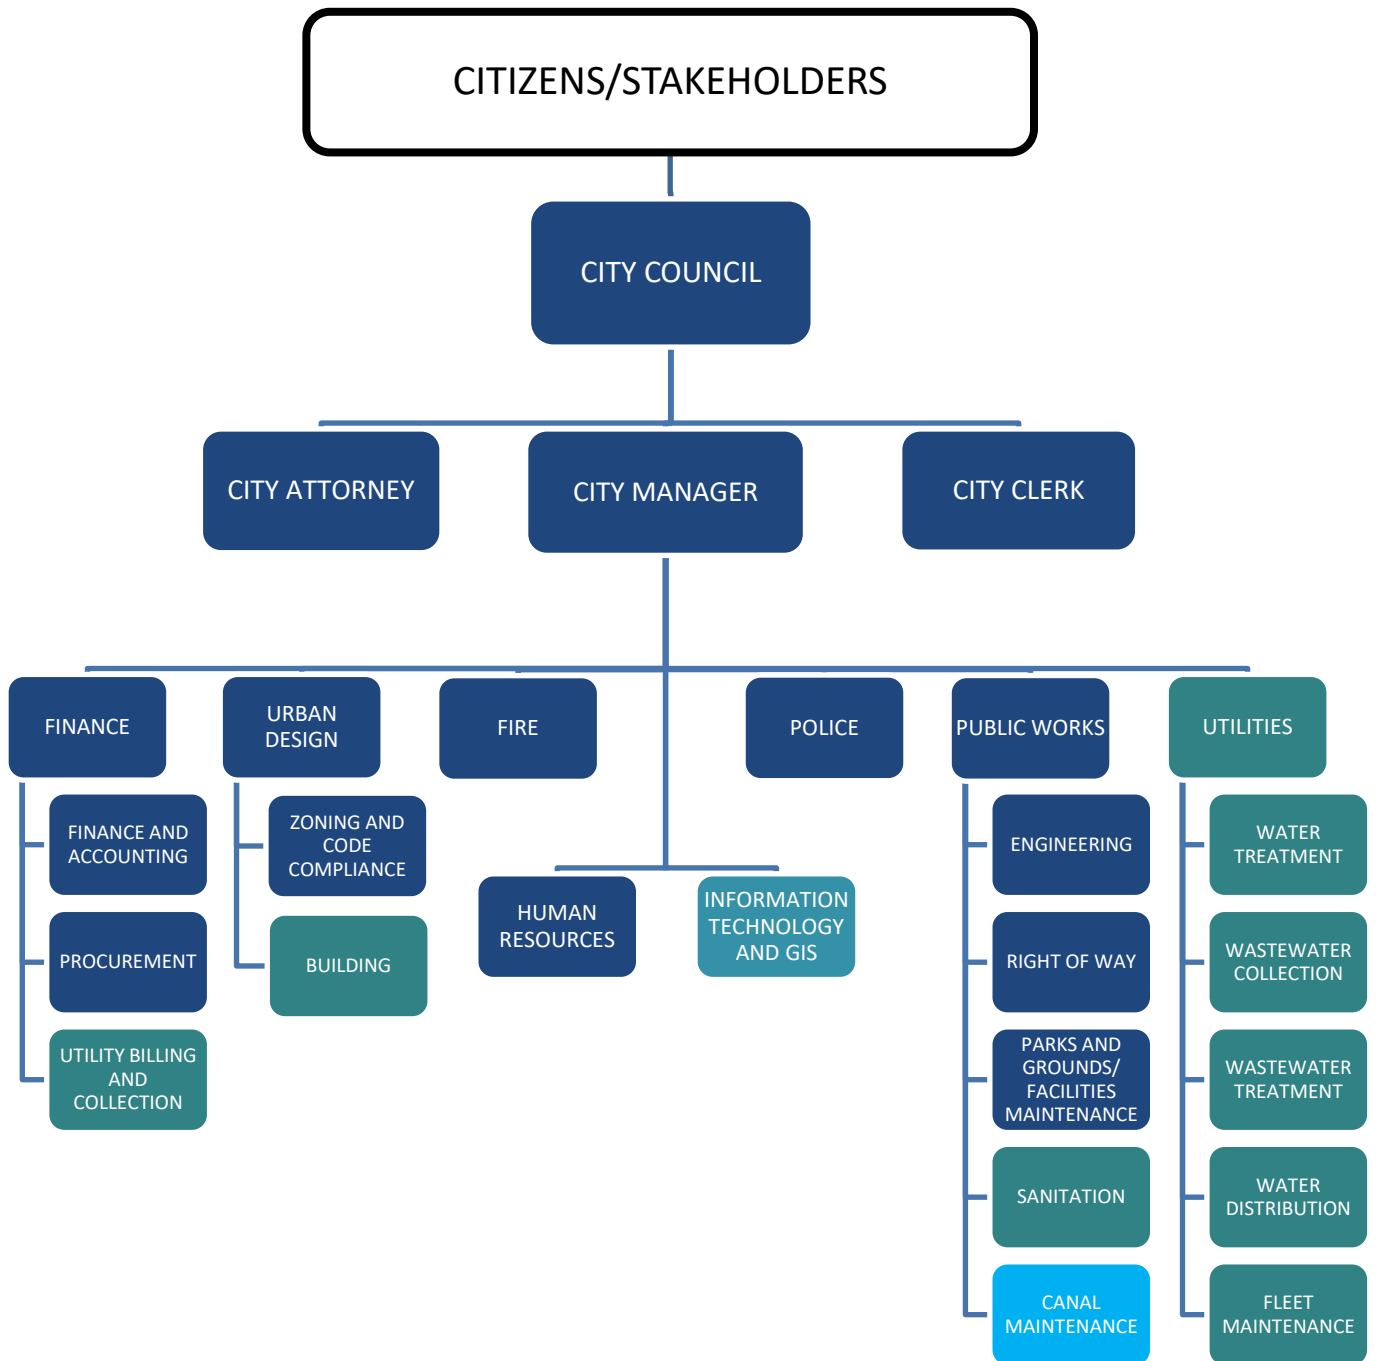 CITIZENS/STAKEHOLDERS
CITY COUNCIL
CITY ATTORNEY
CITY MANAGER
CITY CLERK
FINANCE
URBAN
DESIGN
FIRE
POLICE
PUBLIC WORKS
UTILITIES
FINANCE AND
ACCOUNTING
PROCUREMENT
UTILITY BILLING
AND
COLLECTION
ZONING AND
CODE
COMPLIANCE
BUILDING
HUMAN
RESOURCES
INFORMATION
TECHNOLOGY
AND GIS
ENGINEERING
RIGHT OF WAY
PARKS AND
GROUNDS/
FACILITIES
MAINTENANCE
SANITATION
CANAL
MAINTENANCE
WATER
TREATMENT
WASTEWATER
COLLECTION
WASTEWATER
TREATMENT
WATER
DISTRIBUTION
FLEET
MAINTENANCE